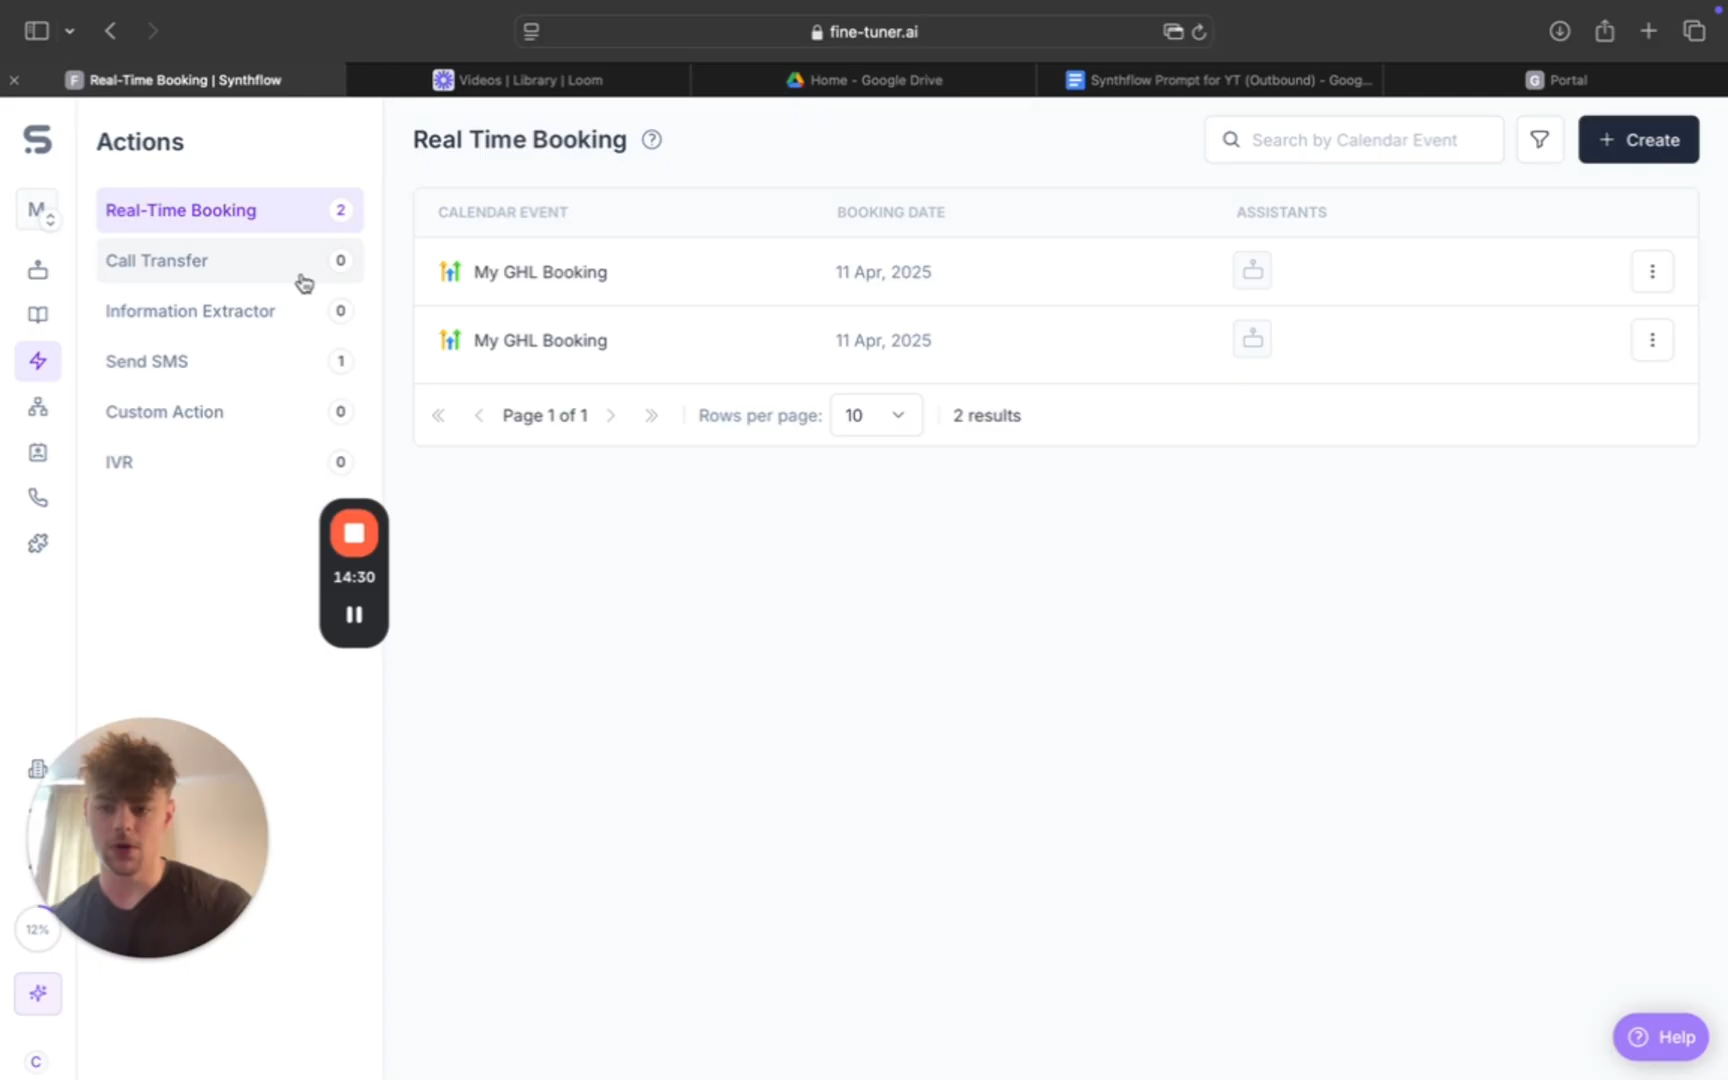 fine-tuner.ai
F Real-Time Booking | Synthflow
Videos | Library | Loom
Home - Google Drive
Synthflow Prompt for YT (Outbound) - Goog...
G Portal
M
Actions
Real-Time Booking 2
Call Transfer 0
Information Extractor 0
Send SMS 1
Custom Action 0
IVR 0
14:30
12%
C
Real Time Booking
Search by Calendar Event
+ Create
CALENDAR EVENT BOOKING DATE ASSISTANTS
My GHL Booking 11 Apr, 2025
My GHL Booking 11 Apr, 2025
Page 1 of 1 Rows per page: 10 2 results
Help